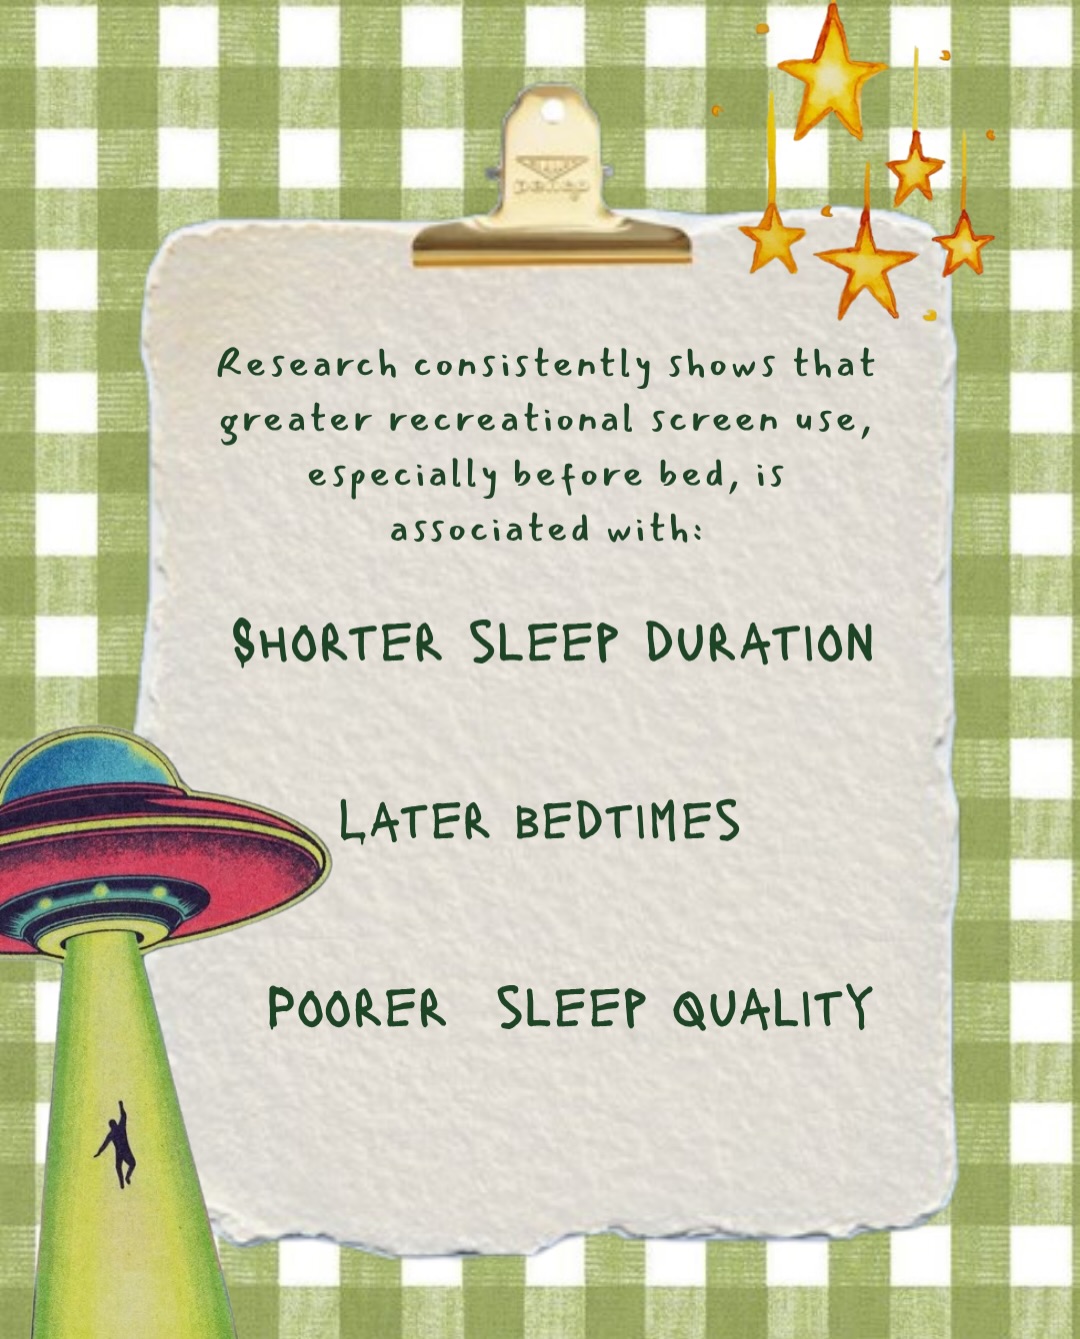 Research consistently shows that
greater recreational screen use,
especially before bed, is
associated with:
SHORTER SLEEP DURATION
LATER BEDTIMES
POORER SLEEP QUALITY